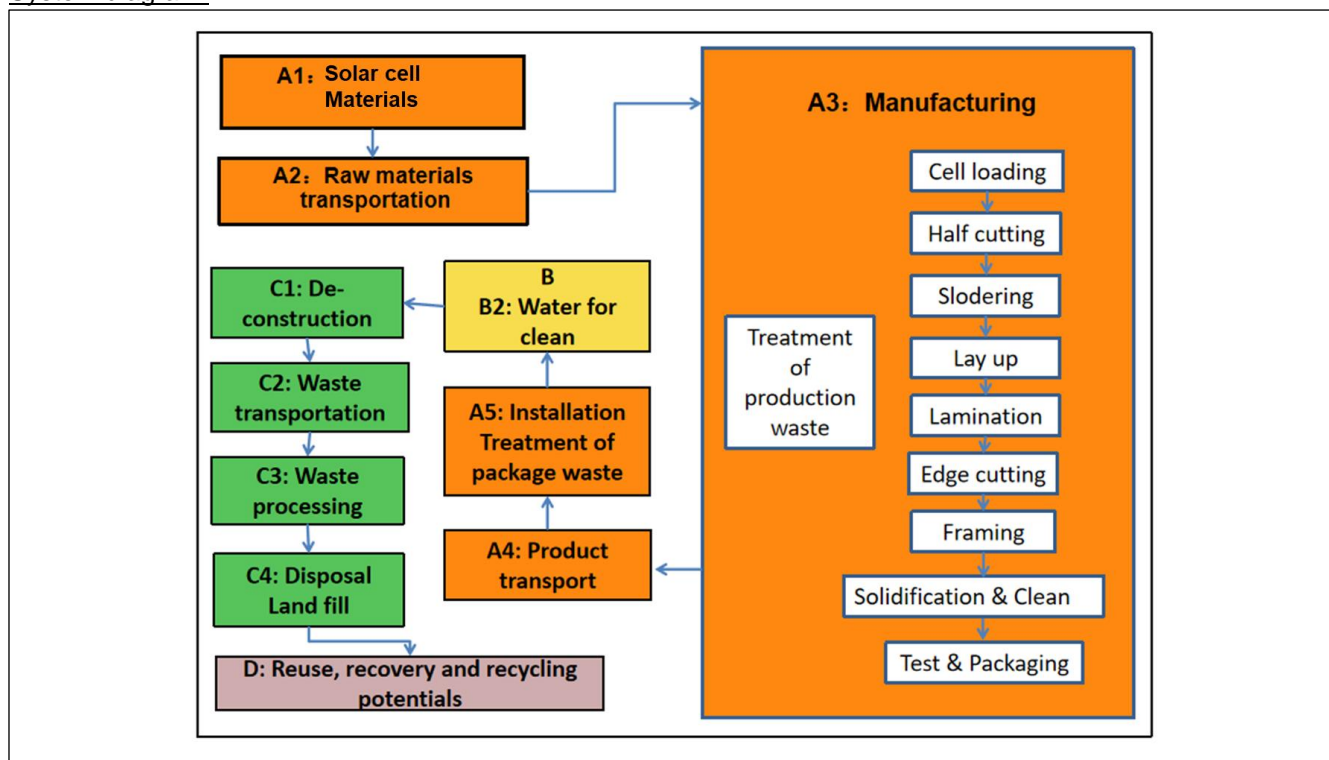 A1：Solar cell
Materials
A2：Raw materials
transportation
A3：Manufacturing
Cell loading
Half cutting
Slodering
Lay up
Lamination
Edge cutting
Framing
Solidification & Clean
Test & Packaging
Treatment
of
production
waste
A4: Product
transport
A5: Installation
Treatment of
package waste
B
B2: Water for
clean
C1: De-
construction
C2: Waste
transportation
C3: Waste
processing
C4: Disposal
Land fill
D: Reuse, recovery and recycling
potentials